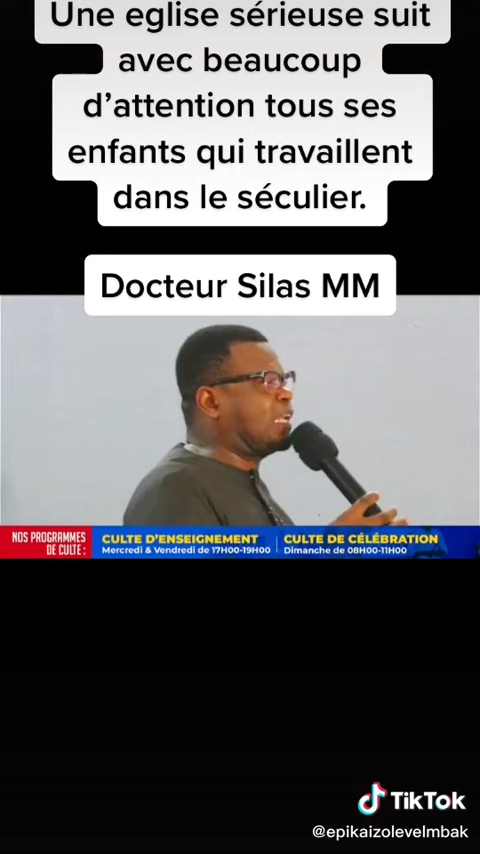 Une eglise sérieuse suit
avec beaucoup
d’attention tous ses
enfants qui travaillent
dans le séculier.
Docteur Silas MM
NOS PROGRAMMES
DE CULTE :
CULTE D’ENSEIGNEMENT
Mercredi & Vendredi de 17H00-19H00
CULTE DE CÉLÉBRATION
Dimanche de 08H00-11H00
TikTok
@epikaizolevelmbak